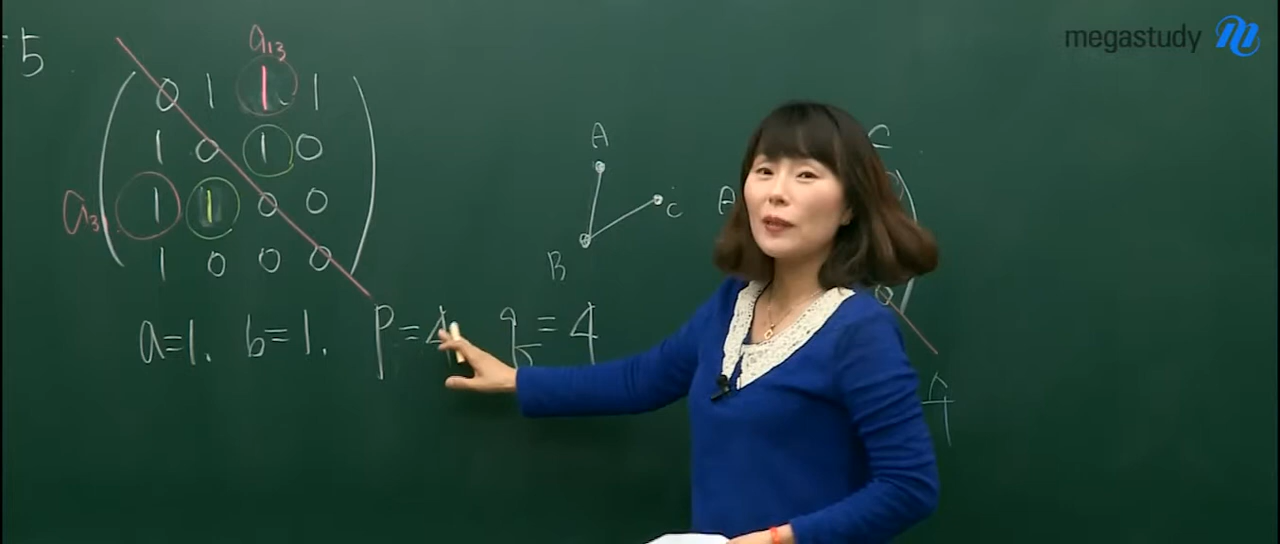 5
megastudy
a₁₃
0 1 1 1
1 0 1 0
a₃₁ 1 1 0 0
1 0 0 0
A
B
C
C
A
a=1. b=1. p=4 q=4